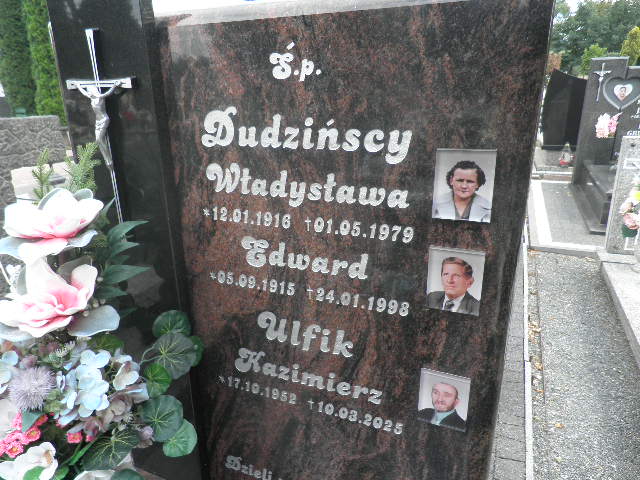 Ś.p.
Dudzińscy
Władysława
*12.01.1916 †01.05.1979
Edward
*05.09.1915 †24.01.1998
Ulfik
Kazimierz
*17.10.1952 †10.03.2025
Dzieli